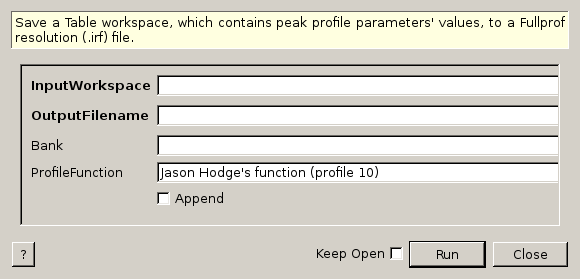 Save a Table workspace, which contains peak profile parameters' values, to a Fullprof
resolution (.irf) file.
InputWorkspace
OutputFilename
Bank
ProfileFunction Jason Hodge's function (profile 10)
Append
? Keep Open Run Close